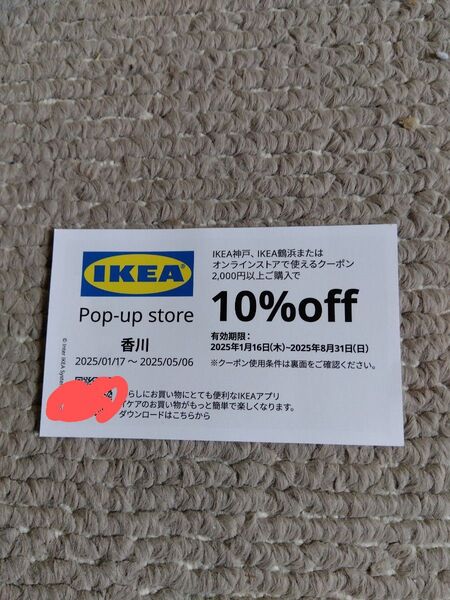 IKEA
Pop-up store
香川
2025/01/17 ～ 2025/05/06
IKEA神戸、IKEA鶴浜または
オンラインストアで使えるクーポン
2,000円以上ご購入で
10%off
有効期限：
2025年1月16日(木)~2025年8月31日(日)
※クーポン使用条件は裏面をご確認ください。
らしにお買い物にとても便利なIKEAアプリ
イケアのお買い物がもっと簡単で楽しくなります。
ダウンロードはこちらから
© Inter IKEA System